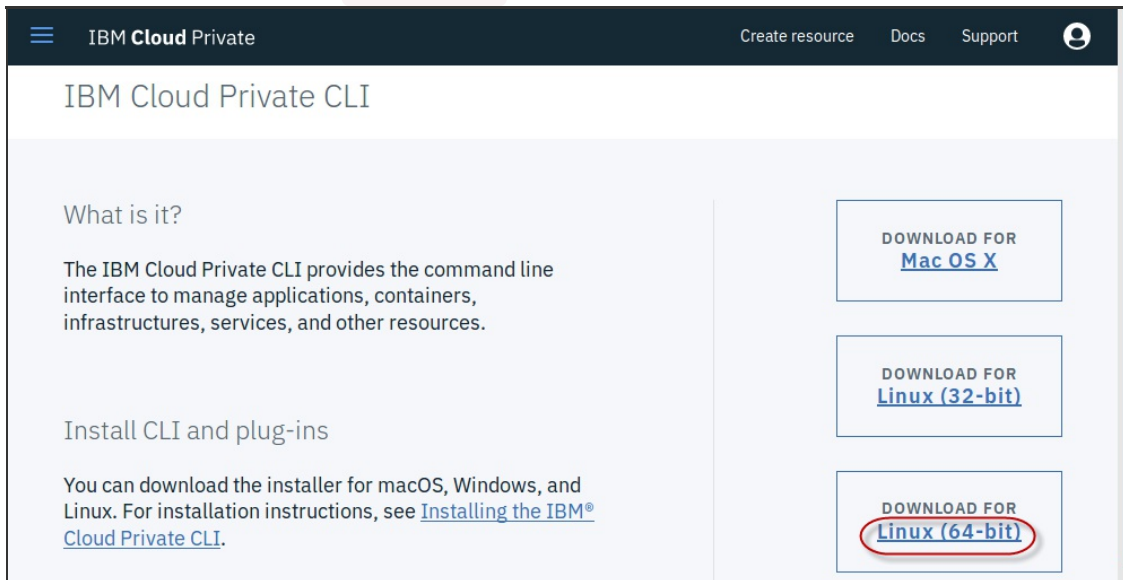 IBM Cloud Private
Create resource
Docs
Support
IBM Cloud Private CLI
What is it?
The IBM Cloud Private CLI provides the command line
interface to manage applications, containers,
infrastructures, services, and other resources.
Install CLI and plug-ins
You can download the installer for macOS, Windows, and
Linux. For installation instructions, see Installing the IBM®
Cloud Private CLI.
DOWNLOAD FOR
Mac OS X
DOWNLOAD FOR
Linux (32-bit)
DOWNLOAD FOR
Linux (64-bit)